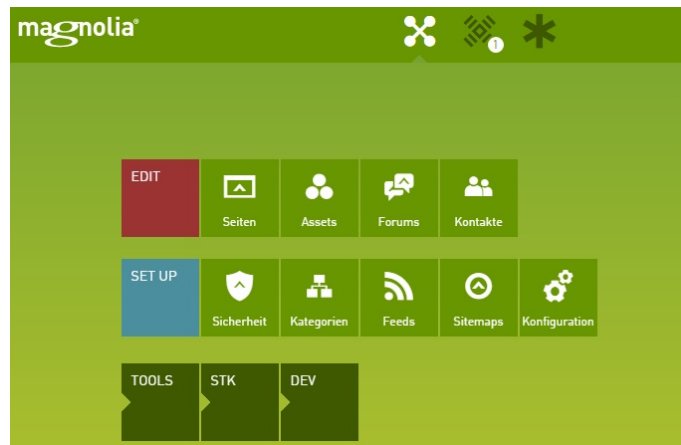 magnolia®
1
EDIT
Seiten Assets Forums Kontakte
SET UP
Sicherheit Kategorien Feeds Sitemaps Konfiguration
TOOLS STK DEV